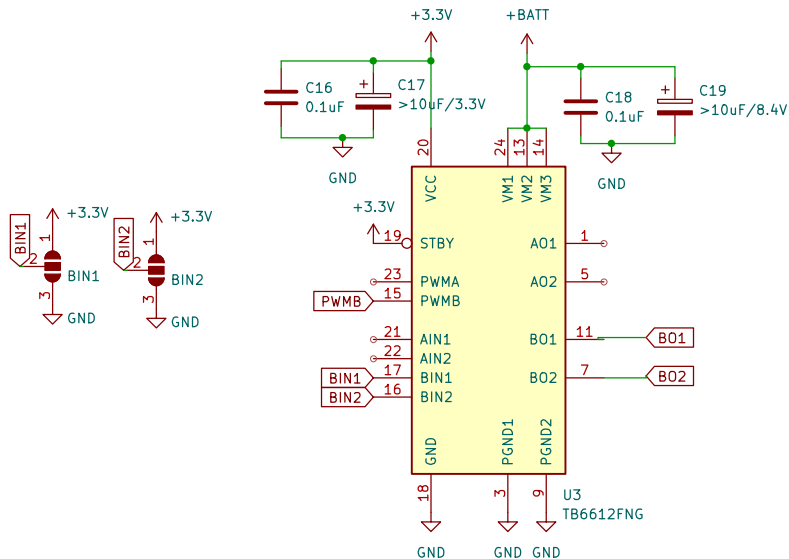 +3.3V
+BATT
C16
0.1uF
C17
>10uF/3.3V
C18
0.1uF
C19
>10uF/8.4V
GND
GND
20
24
13
14
VCC
VM1
VM2
VM3
+3.3V
19
STBY
AO1
1
23
PWMA
AO2
5
PWMB
15
PWMB
21
AIN1
BO1
11
BO1
22
AIN2
BIN1
17
BIN1
BO2
7
BO2
BIN2
16
BIN2
GND
PGND1
PGND2
18
3
9
U3
TB6612FNG
GND
GND
GND
BIN1
+3.3V
1
2
BIN1
3
GND
BIN2
+3.3V
1
2
BIN2
3
GND